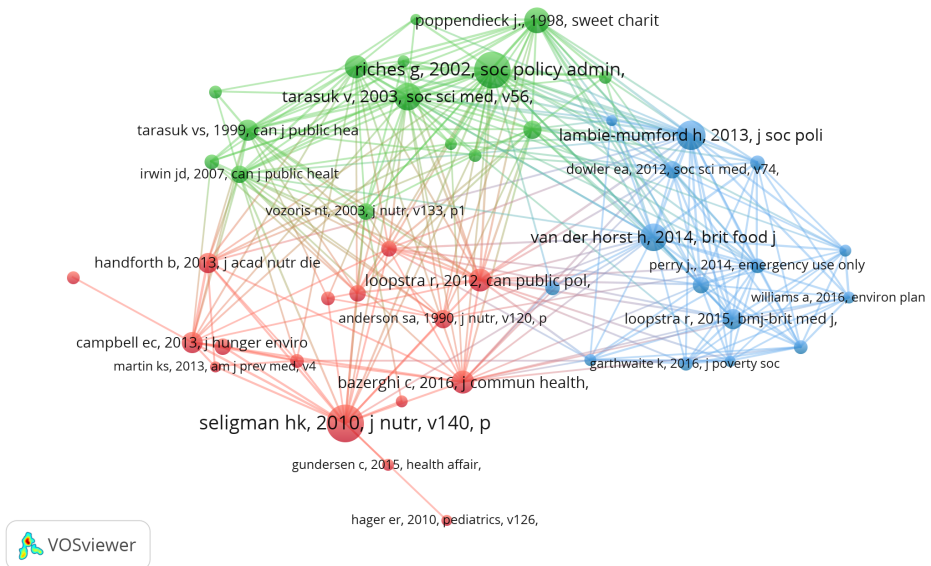 poppendieck j., 1998, sweet charit
riches g, 2002, soc policy admin,
tarasuk v, 2003, soc sci med, v56,
tarasuk vs, 1999, can j public hea
lambie-mumford h, 2013, j soc poli
dowler ea, 2012, soc sci med, v74,
irwin jd, 2007, can j public healt
vozoris nt, 2003, j nutr, v133, p1
van der horst h, 2014, brit food j
handforth b, 2013, j acad nutr die
perry j., 2014, emergency use only
loopstra r, 2012, can public pol,
williams a, 2016, environ plan
anderson sa, 1990, j nutr, v120, p
loopstra r, 2015, bmj-brit med j,
campbell ec, 2013, j hunger enviro
martin ks, 2013, am j prev med, v4
garthwaite k, 2016, j poverty soc
bazerghi c, 2016, j commun health,
seligman hk, 2010, j nutr, v140, p
gundersen c, 2015, health affair,
hager er, 2010, pediatrics, v126,
VOSviewer